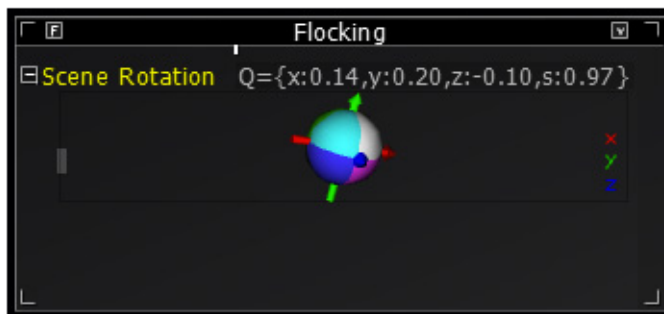 F Flocking V
Scene Rotation Q={x:0.14,y:0.20,z:-0.10,s:0.97}
x
y
z